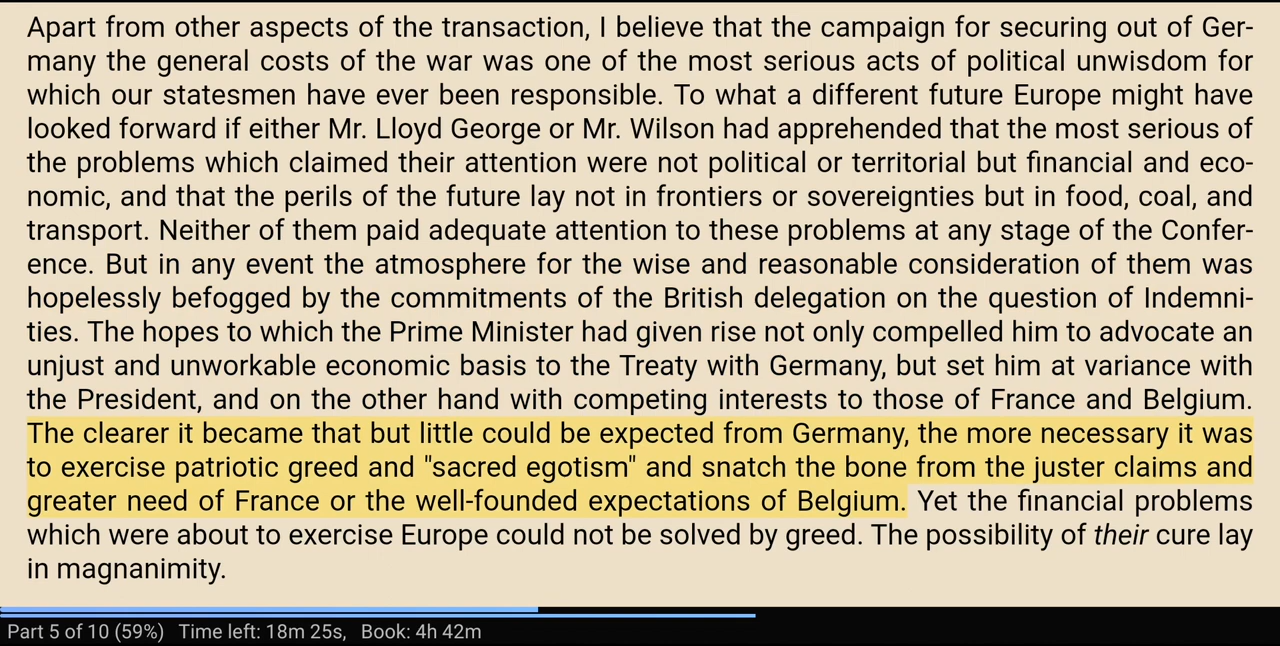 Apart from other aspects of the transaction, I believe that the campaign for securing out of Ger-
many the general costs of the war was one of the most serious acts of political unwisdom for
which our statesmen have ever been responsible. To what a different future Europe might have
looked forward if either Mr. Lloyd George or Mr. Wilson had apprehended that the most serious of
the problems which claimed their attention were not political or territorial but financial and eco-
nomic, and that the perils of the future lay not in frontiers or sovereignties but in food, coal, and
transport. Neither of them paid adequate attention to these problems at any stage of the Confer-
ence. But in any event the atmosphere for the wise and reasonable consideration of them was
hopelessly befogged by the commitments of the British delegation on the question of Indemni-
ties. The hopes to which the Prime Minister had given rise not only compelled him to advocate an
unjust and unworkable economic basis to the Treaty with Germany, but set him at variance with
the President, and on the other hand with competing interests to those of France and Belgium.
The clearer it became that but little could be expected from Germany, the more necessary it was
to exercise patriotic greed and "sacred egotism" and snatch the bone from the juster claims and
greater need of France or the well-founded expectations of Belgium. Yet the financial problems
which were about to exercise Europe could not be solved by greed. The possibility of their cure lay
in magnanimity.
Part 5 of 10 (59%) Time left: 18m 25s, Book: 4h 42m